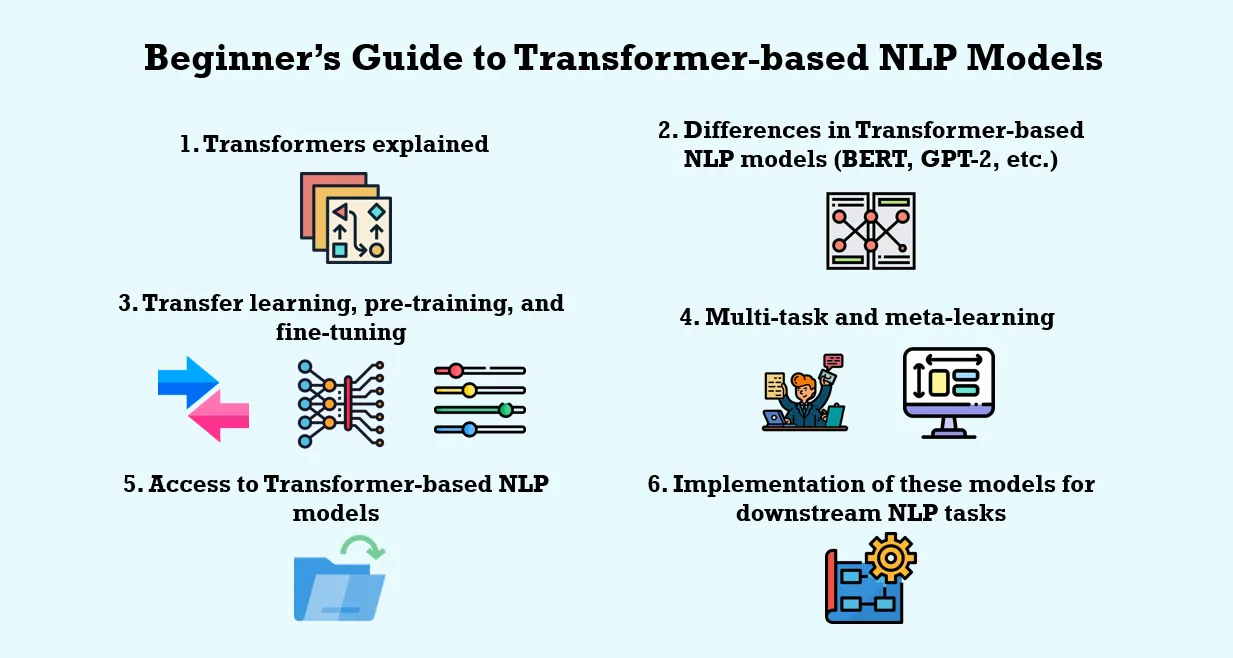 Beginner's Guide to Transformer-based NLP Models
1. Transformers explained
2. Differences in Transformer-based
NLP models (BERT, GPT-2, etc.)
3. Transfer learning, pre-training, and
fine-tuning
4. Multi-task and meta-learning
5. Access to Transformer-based NLP
models
6. Implementation of these models for
downstream NLP tasks